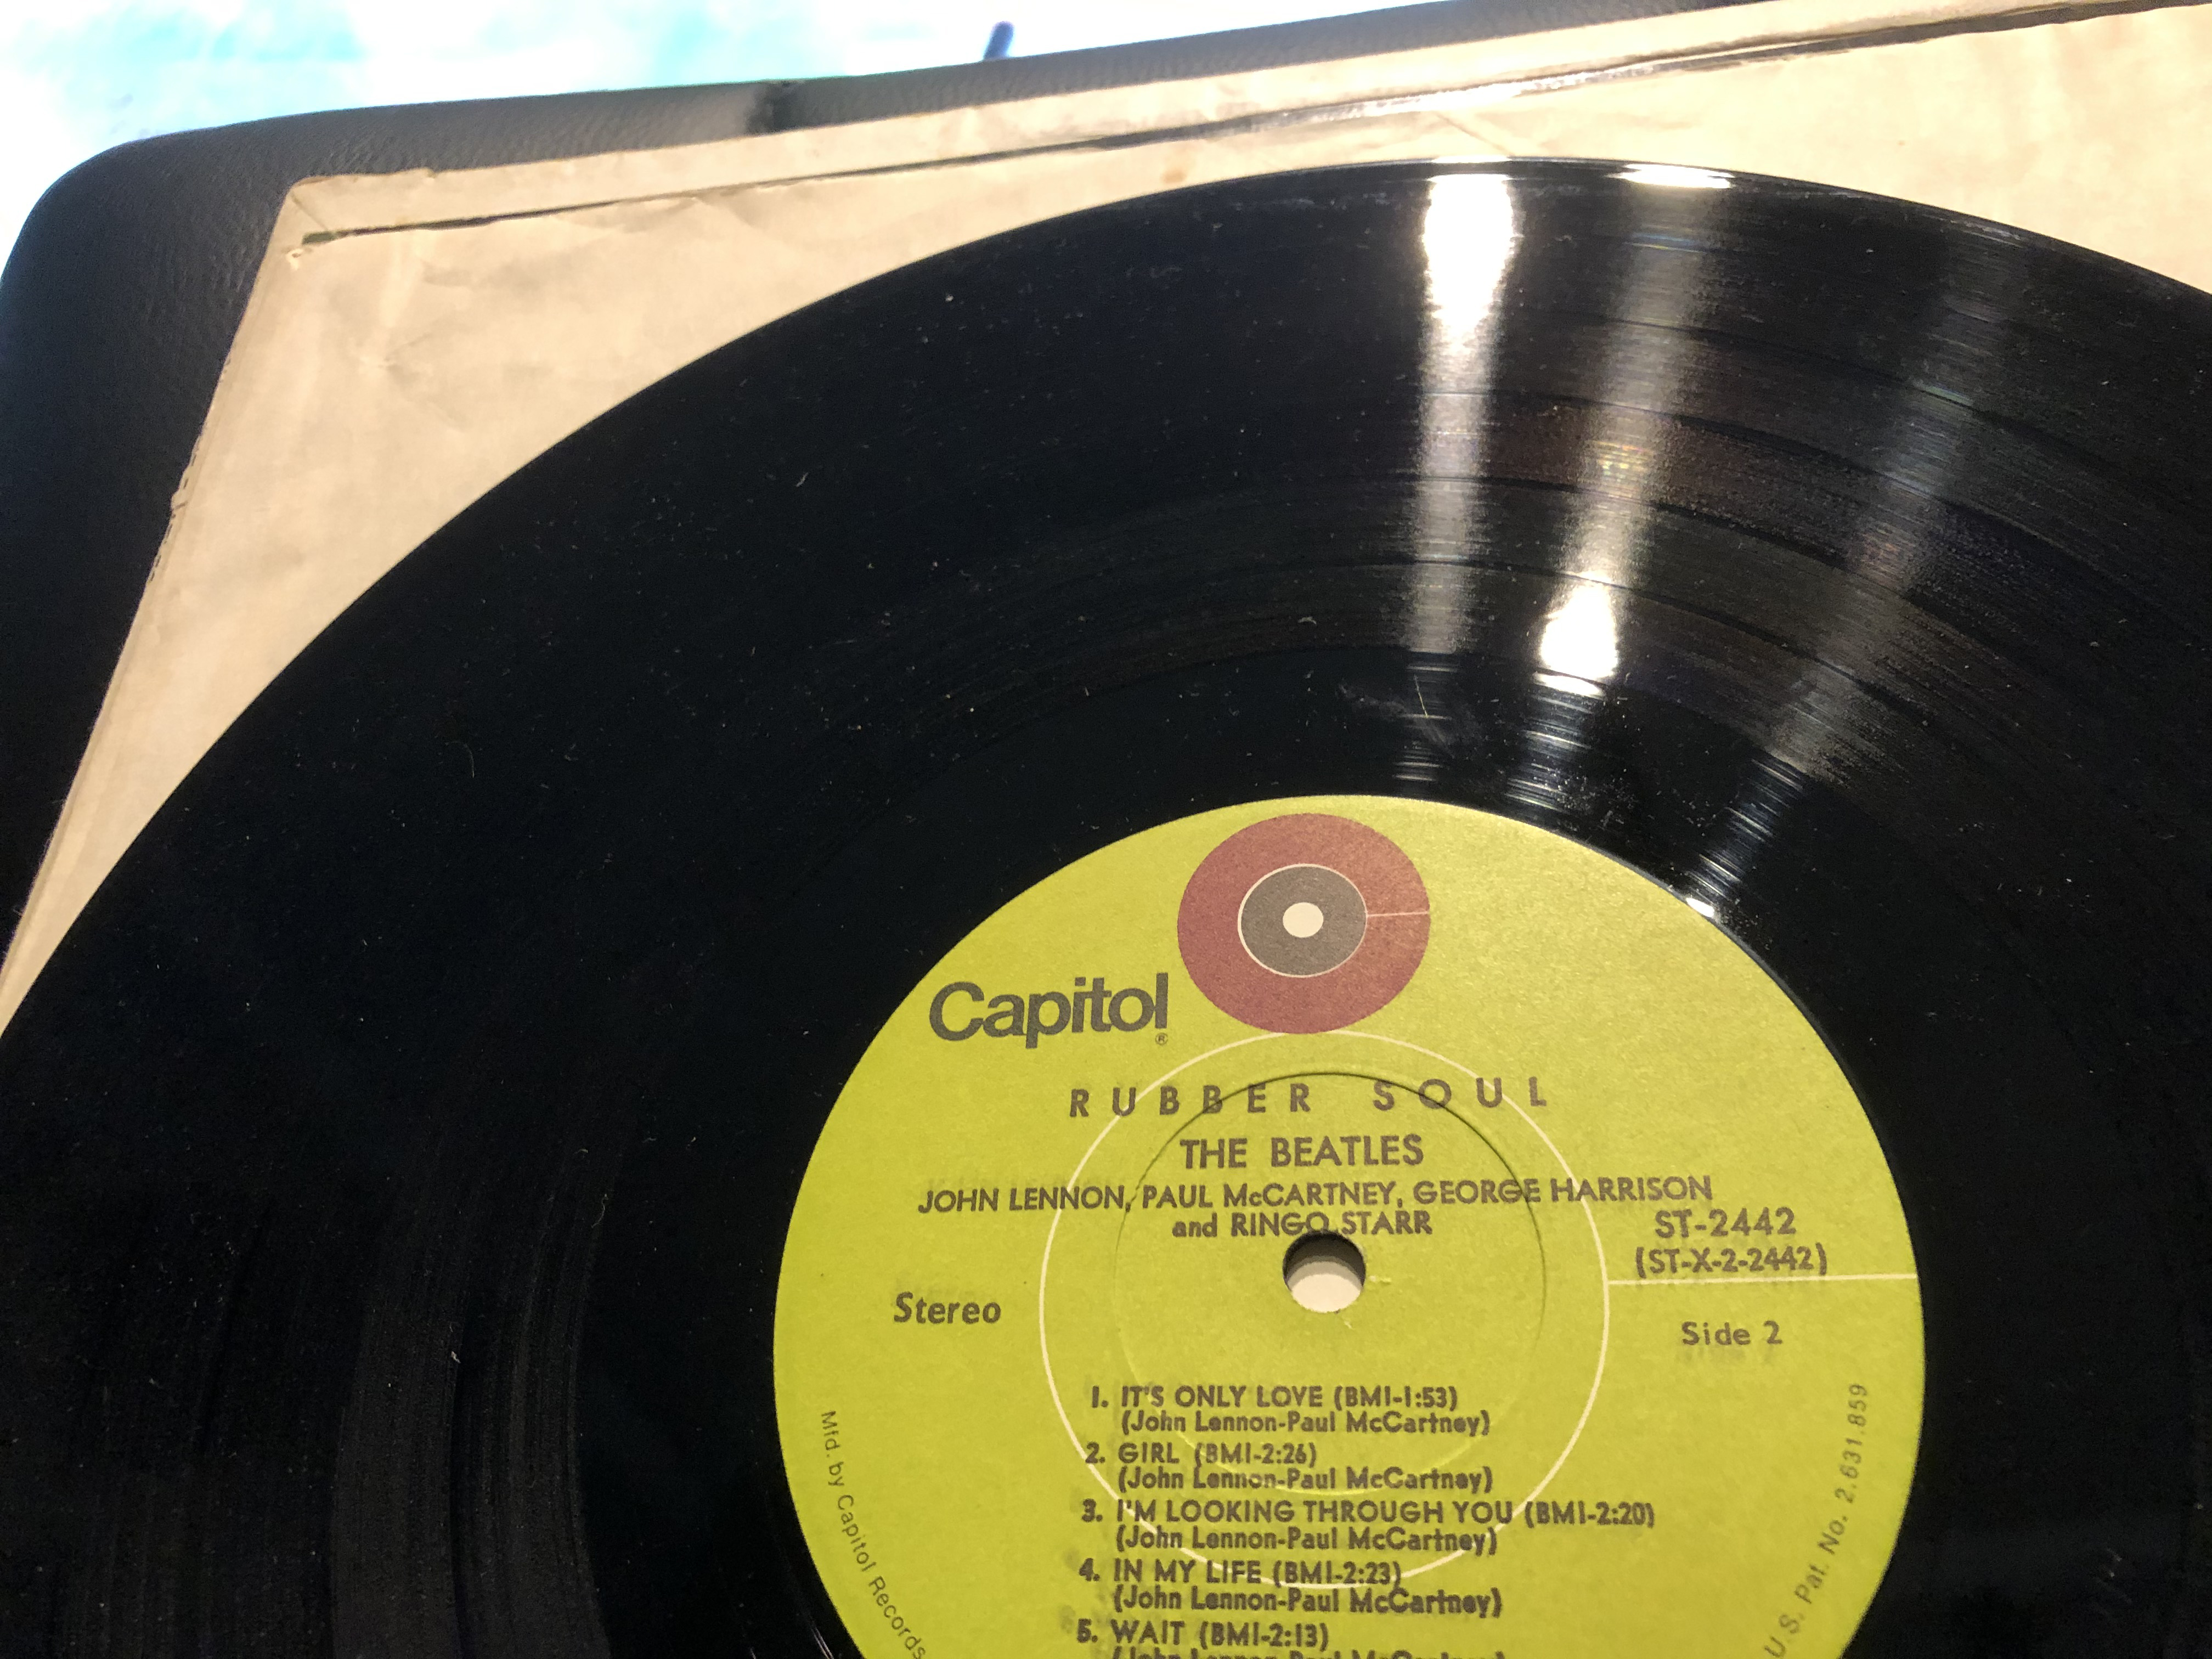 Capitol®
RUBBER SOUL
THE BEATLES
JOHN LENNON, PAUL McCARTNEY, GEORGE HARRISON
and RINGO STARR
ST-2442
(ST-X-2-2442)
Stereo
Side 2
1. IT'S ONLY LOVE (BMI-1:53)
(John Lennon-Paul McCartney)
2. GIRL (BMI-2:26)
(John Lennon-Paul McCartney)
3. I'M LOOKING THROUGH YOU (BMI-2:20)
(John Lennon-Paul McCartney)
4. IN MY LIFE (BMI-2:23)
(John Lennon-Paul McCartney)
5. WAIT (BMI-2:13)
Mfd. by Capitol Records
U.S. Pat. No. 2,631,859